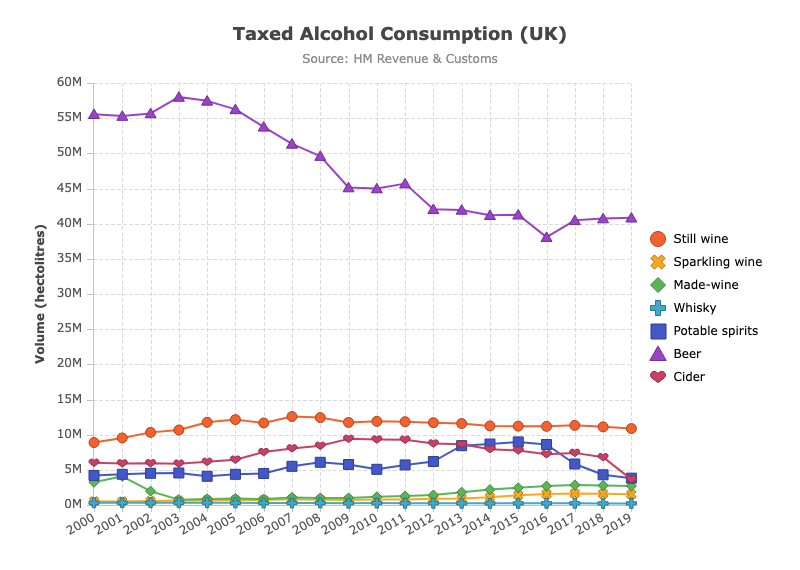 Taxed Alcohol Consumption (UK)
Source: HM Revenue & Customs
Volume (hectolitres)
60M
55M
50M
45M
40M
35M
30M
25M
20M
15M
10M
5M
0M
2000
2001
2002
2003
2004
2005
2006
2007
2008
2009
2010
2011
2012
2013
2014
2015
2016
2017
2018
2019
Still wine
Sparkling wine
Made-wine
Whisky
Potable spirits
Beer
Cider